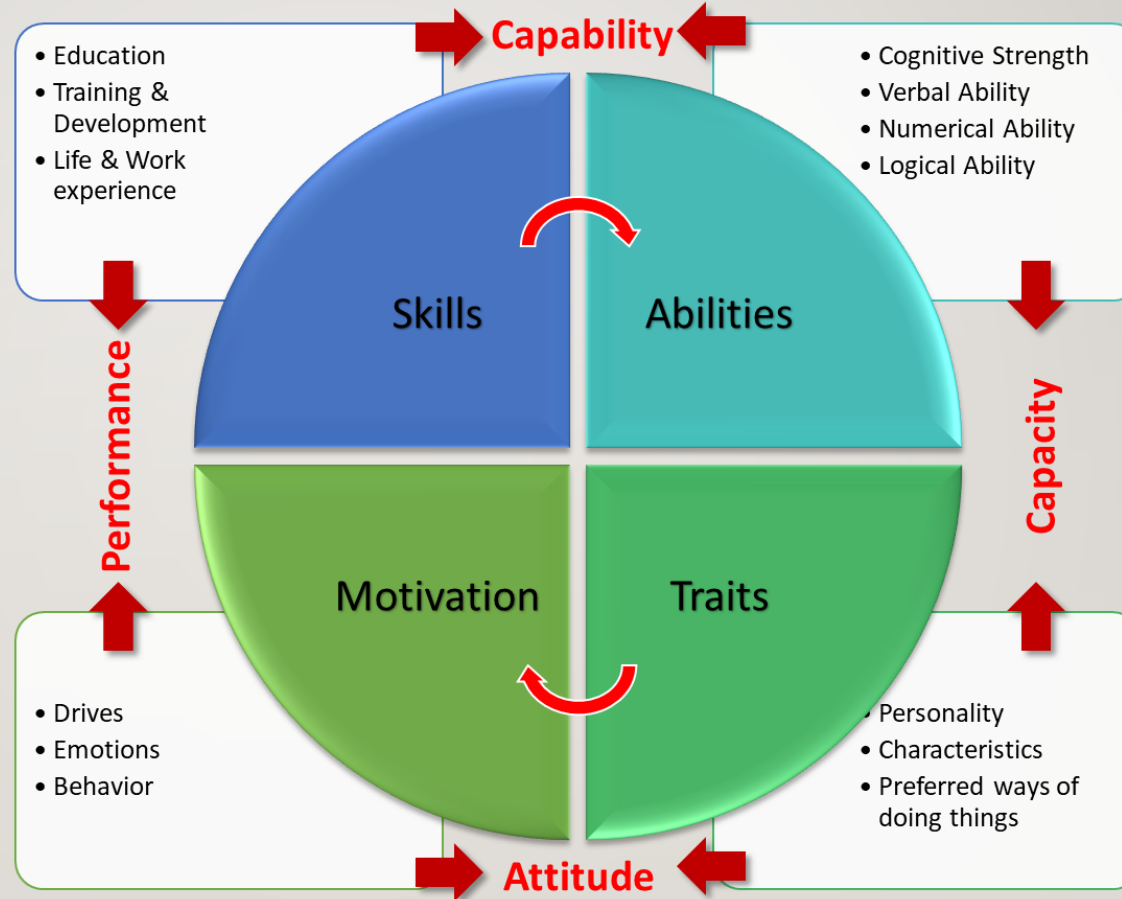 Capability
• Education
• Training &
Development
• Life & Work
experience
• Cognitive Strength
• Verbal Ability
• Numerical Ability
• Logical Ability
Skills
Abilities
Performance
Capacity
Motivation
Traits
• Drives
• Emotions
• Behavior
• Personality
• Characteristics
• Preferred ways of
doing things
Attitude